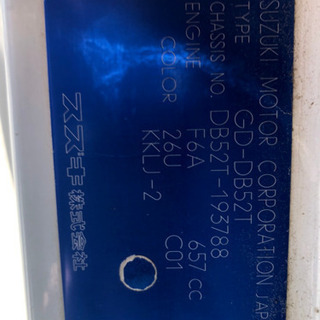 SUZUKI MOTOR CORPORATION JAPA
TYPE GD-DB52T
CHASSIS NO. DB52T-193788
ENGINE F6A 657 CC
COLOR 26U C01
KKLJ-2
スズキ株式会社